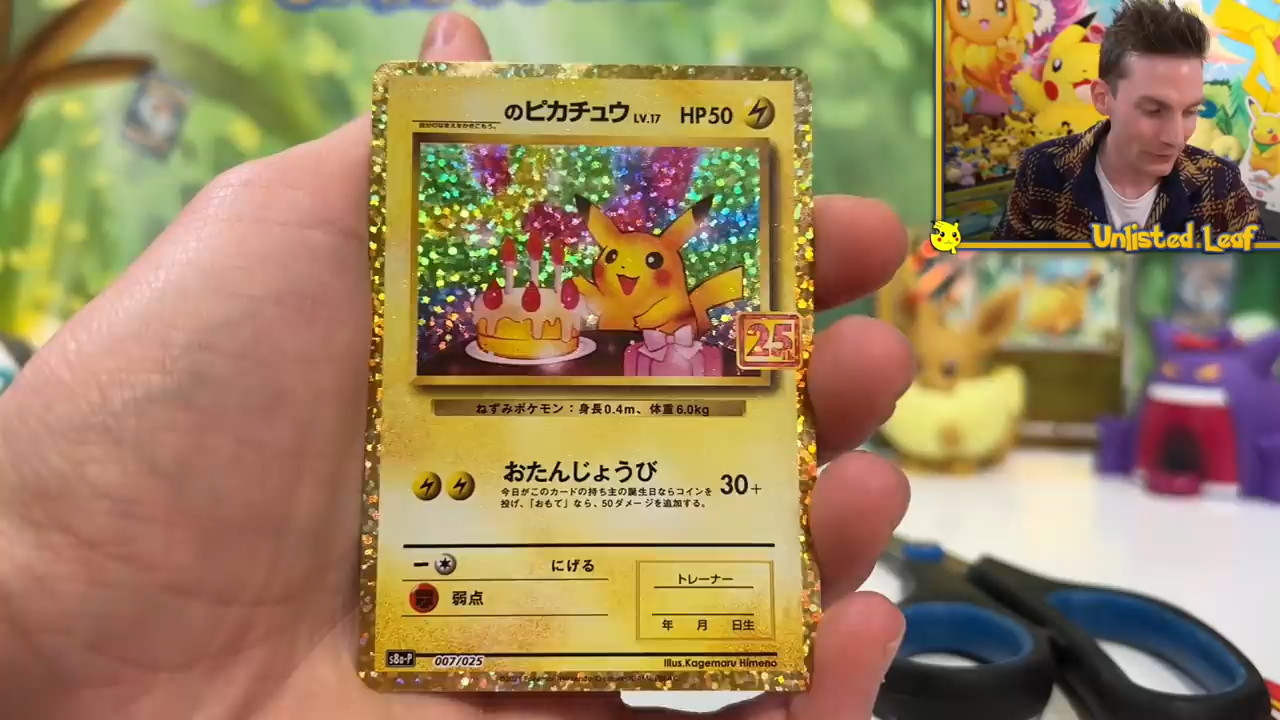 のピカチュウ LV.17 HP50
25
ねずみポケモン：身長0.4m、体重6.0kg
おたんじょうび 30+
今日がこのカードの持ち主の誕生日ならコインを
投げ、「おもて」なら、50ダメージを追加する。
にげる
弱点
トレーナー
年 月 日生
s8a-P 007/025
Illus.Kagemaru Himeno
Unlisted Leaf